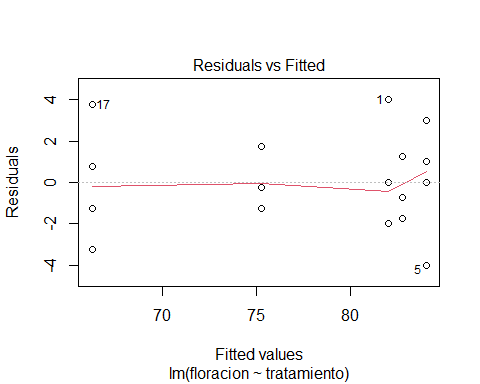 Residuals vs Fitted
Residuals
4
2
0
-2
-4
17
1
5
70 75 80
Fitted values
lm(floracion ~ tratamiento)